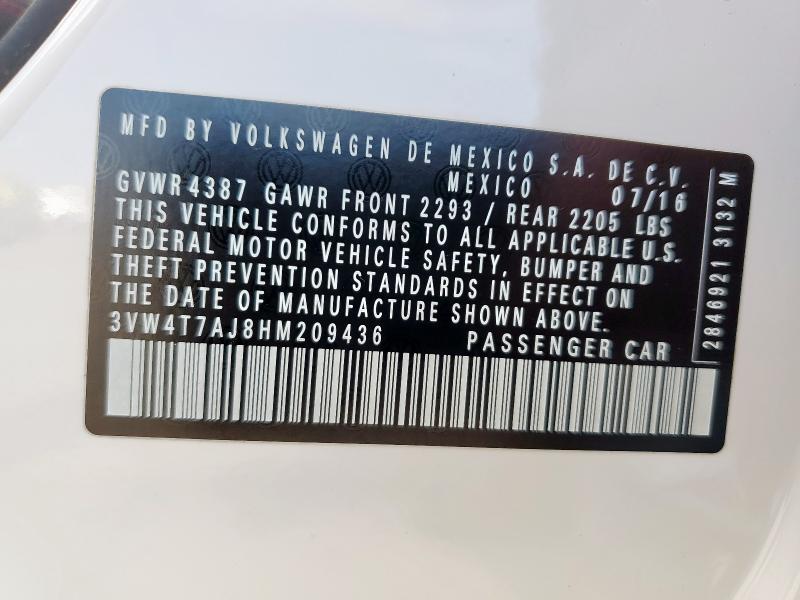 MFD BY VOLKSWAGEN DE MEXICO S.A. DE C.V.
MEXICO 07/16
GVWR 4387 GAWR FRONT 2293 / REAR 2205 LBS
THIS VEHICLE CONFORMS TO ALL APPLICABLE U.S.
FEDERAL MOTOR VEHICLE SAFETY, BUMPER AND
THEFT PREVENTION STANDARDS IN EFFECT ON
THE DATE OF MANUFACTURE SHOWN ABOVE.
3VW4T7AJ8HM209436 PASSENGER CAR
2846921 3132 M